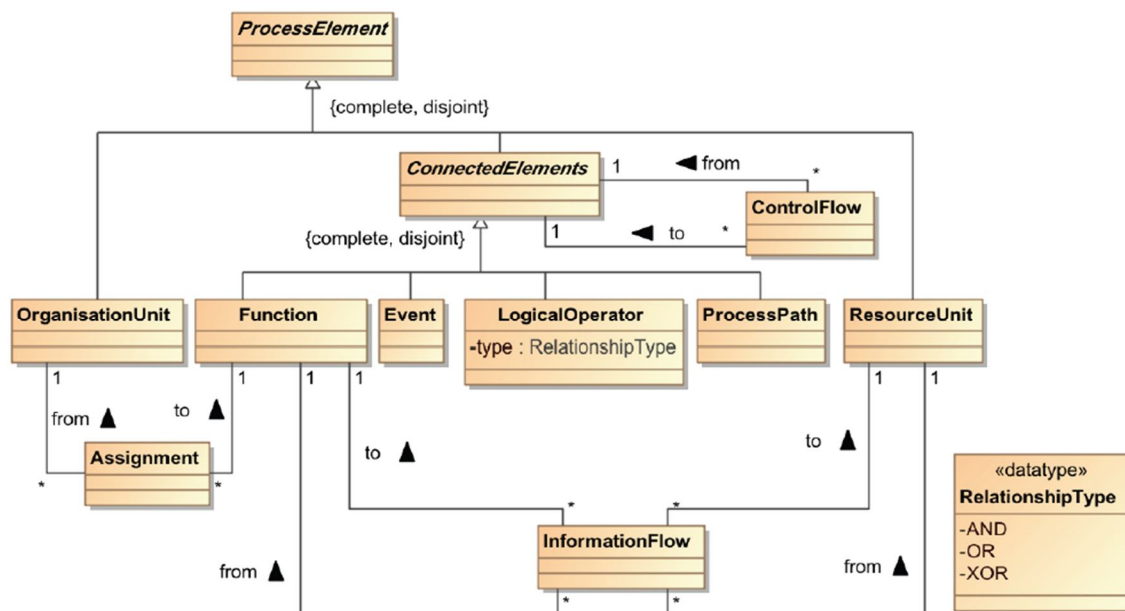 ProcessElement
{complete, disjoint}
ConnectedElements
1
from
*
ControlFlow
1
to
*
{complete, disjoint}
OrganisationUnit
Function
Event
LogicalOperator
-type : RelationshipType
ProcessPath
ResourceUnit
1
1
1
1
1
1
from
to
to
to
Assignment
*
*
«datatype»
RelationshipType
-AND
-OR
-XOR
*
*
InformationFlow
from
from
*
*